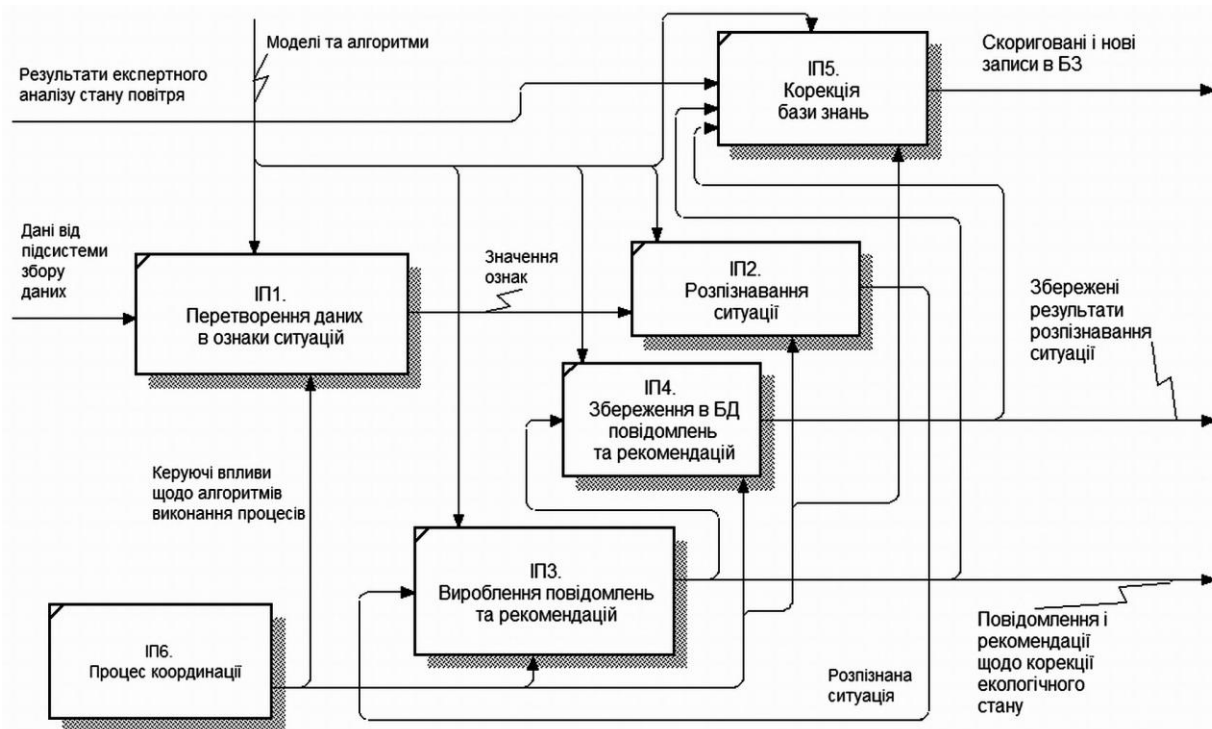 Моделі та алгоритми
Результати експертного
аналізу стану повітря
ІП5.
Корекція
бази знань
Скориговані і нові
записи в БЗ
Дані від
підсистеми
збору
даних
ІП1.
Перетворення даних
в ознаки ситуацій
Значення
ознак
ІП2.
Розпізнавання
ситуації
Збережені
результати
розпізнавання
ситуації
ІП4.
Збереження в БД
повідомлень
та рекомендацій
Керуючі впливи
щодо алгоритмів
виконання процесів
ІП3.
Вироблення повідомлень
та рекомендацій
ІП6.
Процес координації
Розпізнана
ситуація
Повідомлення і
рекомендації
щодо корекції
екологічного
стану